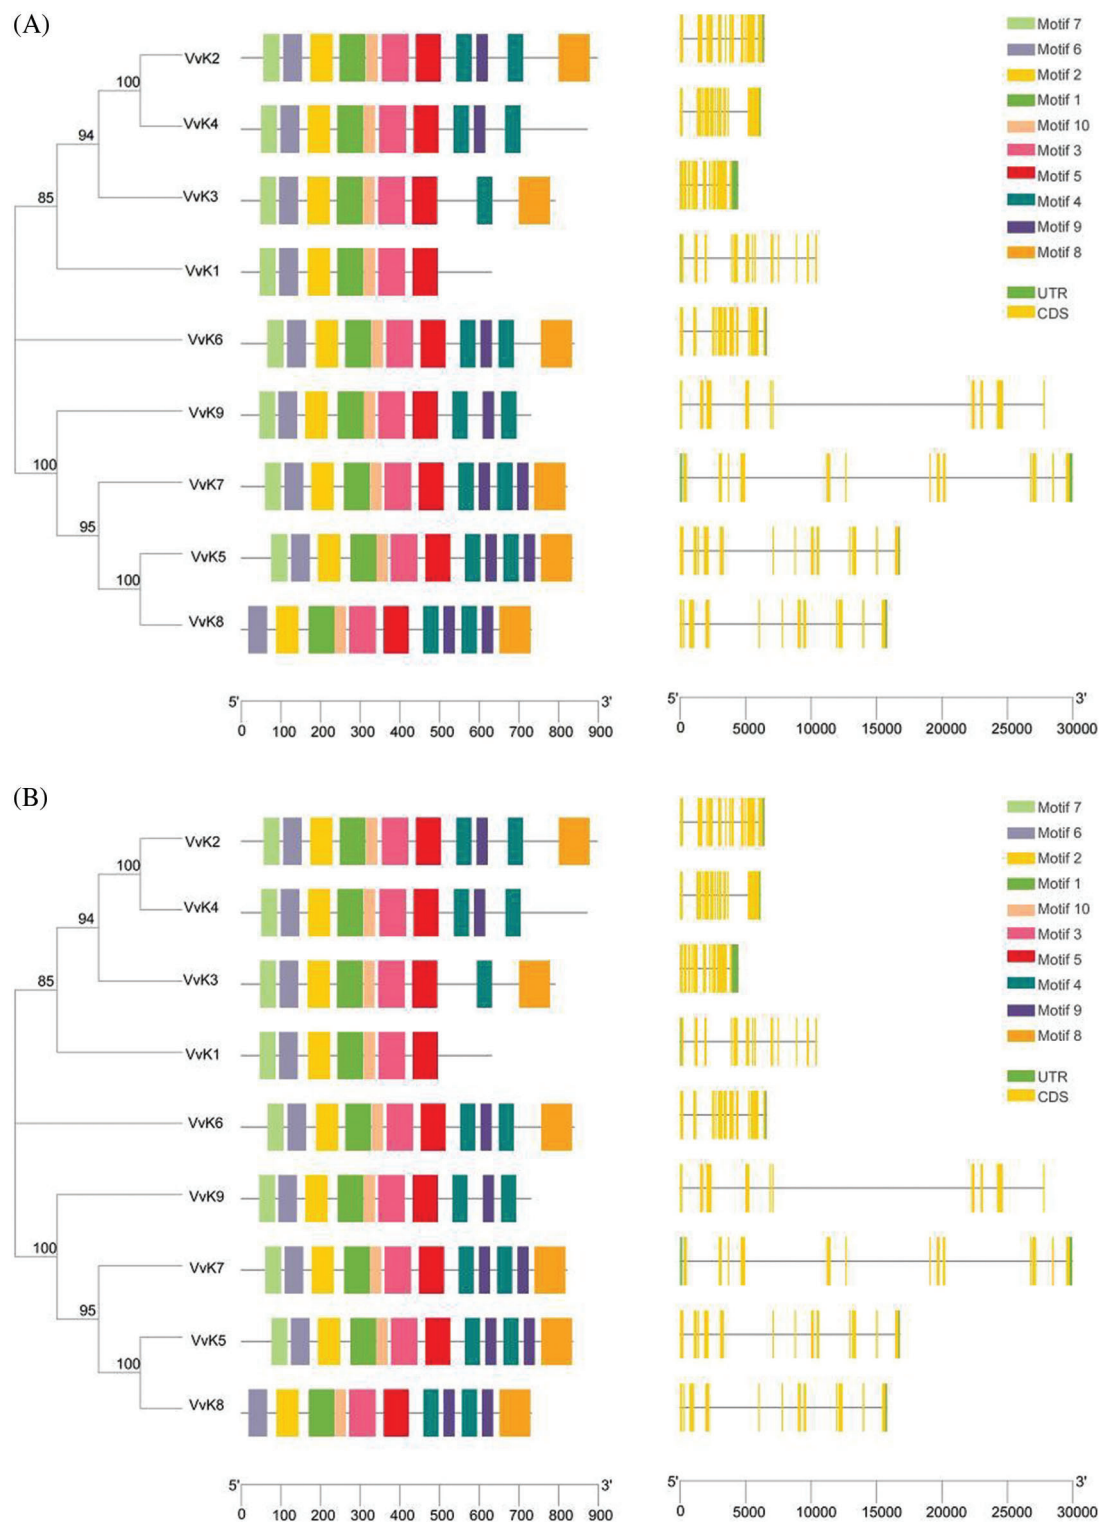 (A)
VvK2
100
VvK4
94
VvK3
85
VvK1
VvK6
VvK9
100
VvK7
95
VvK5
100
VvK8
5' 3'
0 100 200 300 400 500 600 700 800 900
5' 3'
0 5000 10000 15000 20000 25000 30000
Motif 7
Motif 6
Motif 2
Motif 1
Motif 10
Motif 3
Motif 5
Motif 4
Motif 9
Motif 8
UTR
CDS
(B)
VvK2
100
VvK4
94
VvK3
85
VvK1
VvK6
VvK9
100
VvK7
95
VvK5
100
VvK8
5' 3'
0 100 200 300 400 500 600 700 800 900
5' 3'
0 5000 10000 15000 20000 25000 30000
Motif 7
Motif 6
Motif 2
Motif 1
Motif 10
Motif 3
Motif 5
Motif 4
Motif 9
Motif 8
UTR
CDS